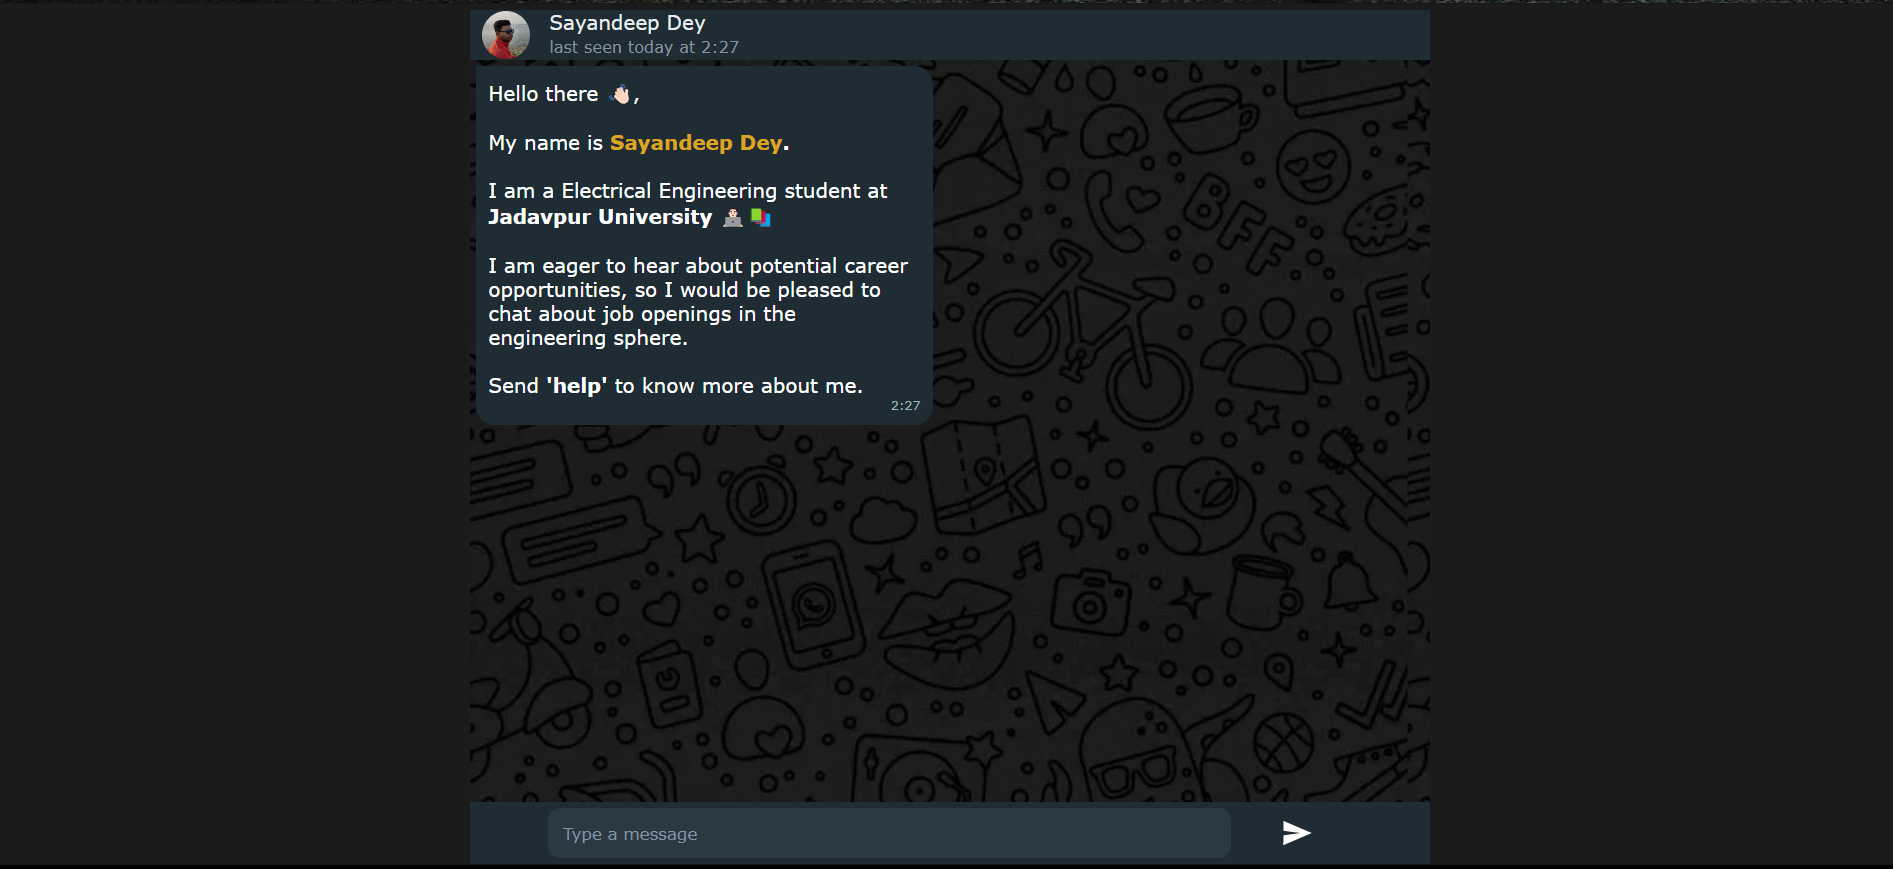 Sayandeep Dey
last seen today at 2:27
Hello there 👋🏻,
My name is Sayandeep Dey.
I am a Electrical Engineering student at
Jadavpur University 👨🏻‍💻 📚
I am eager to hear about potential career
opportunities, so I would be pleased to
chat about job openings in the
engineering sphere.
Send 'help' to know more about me.
2:27
BFF
Type a message